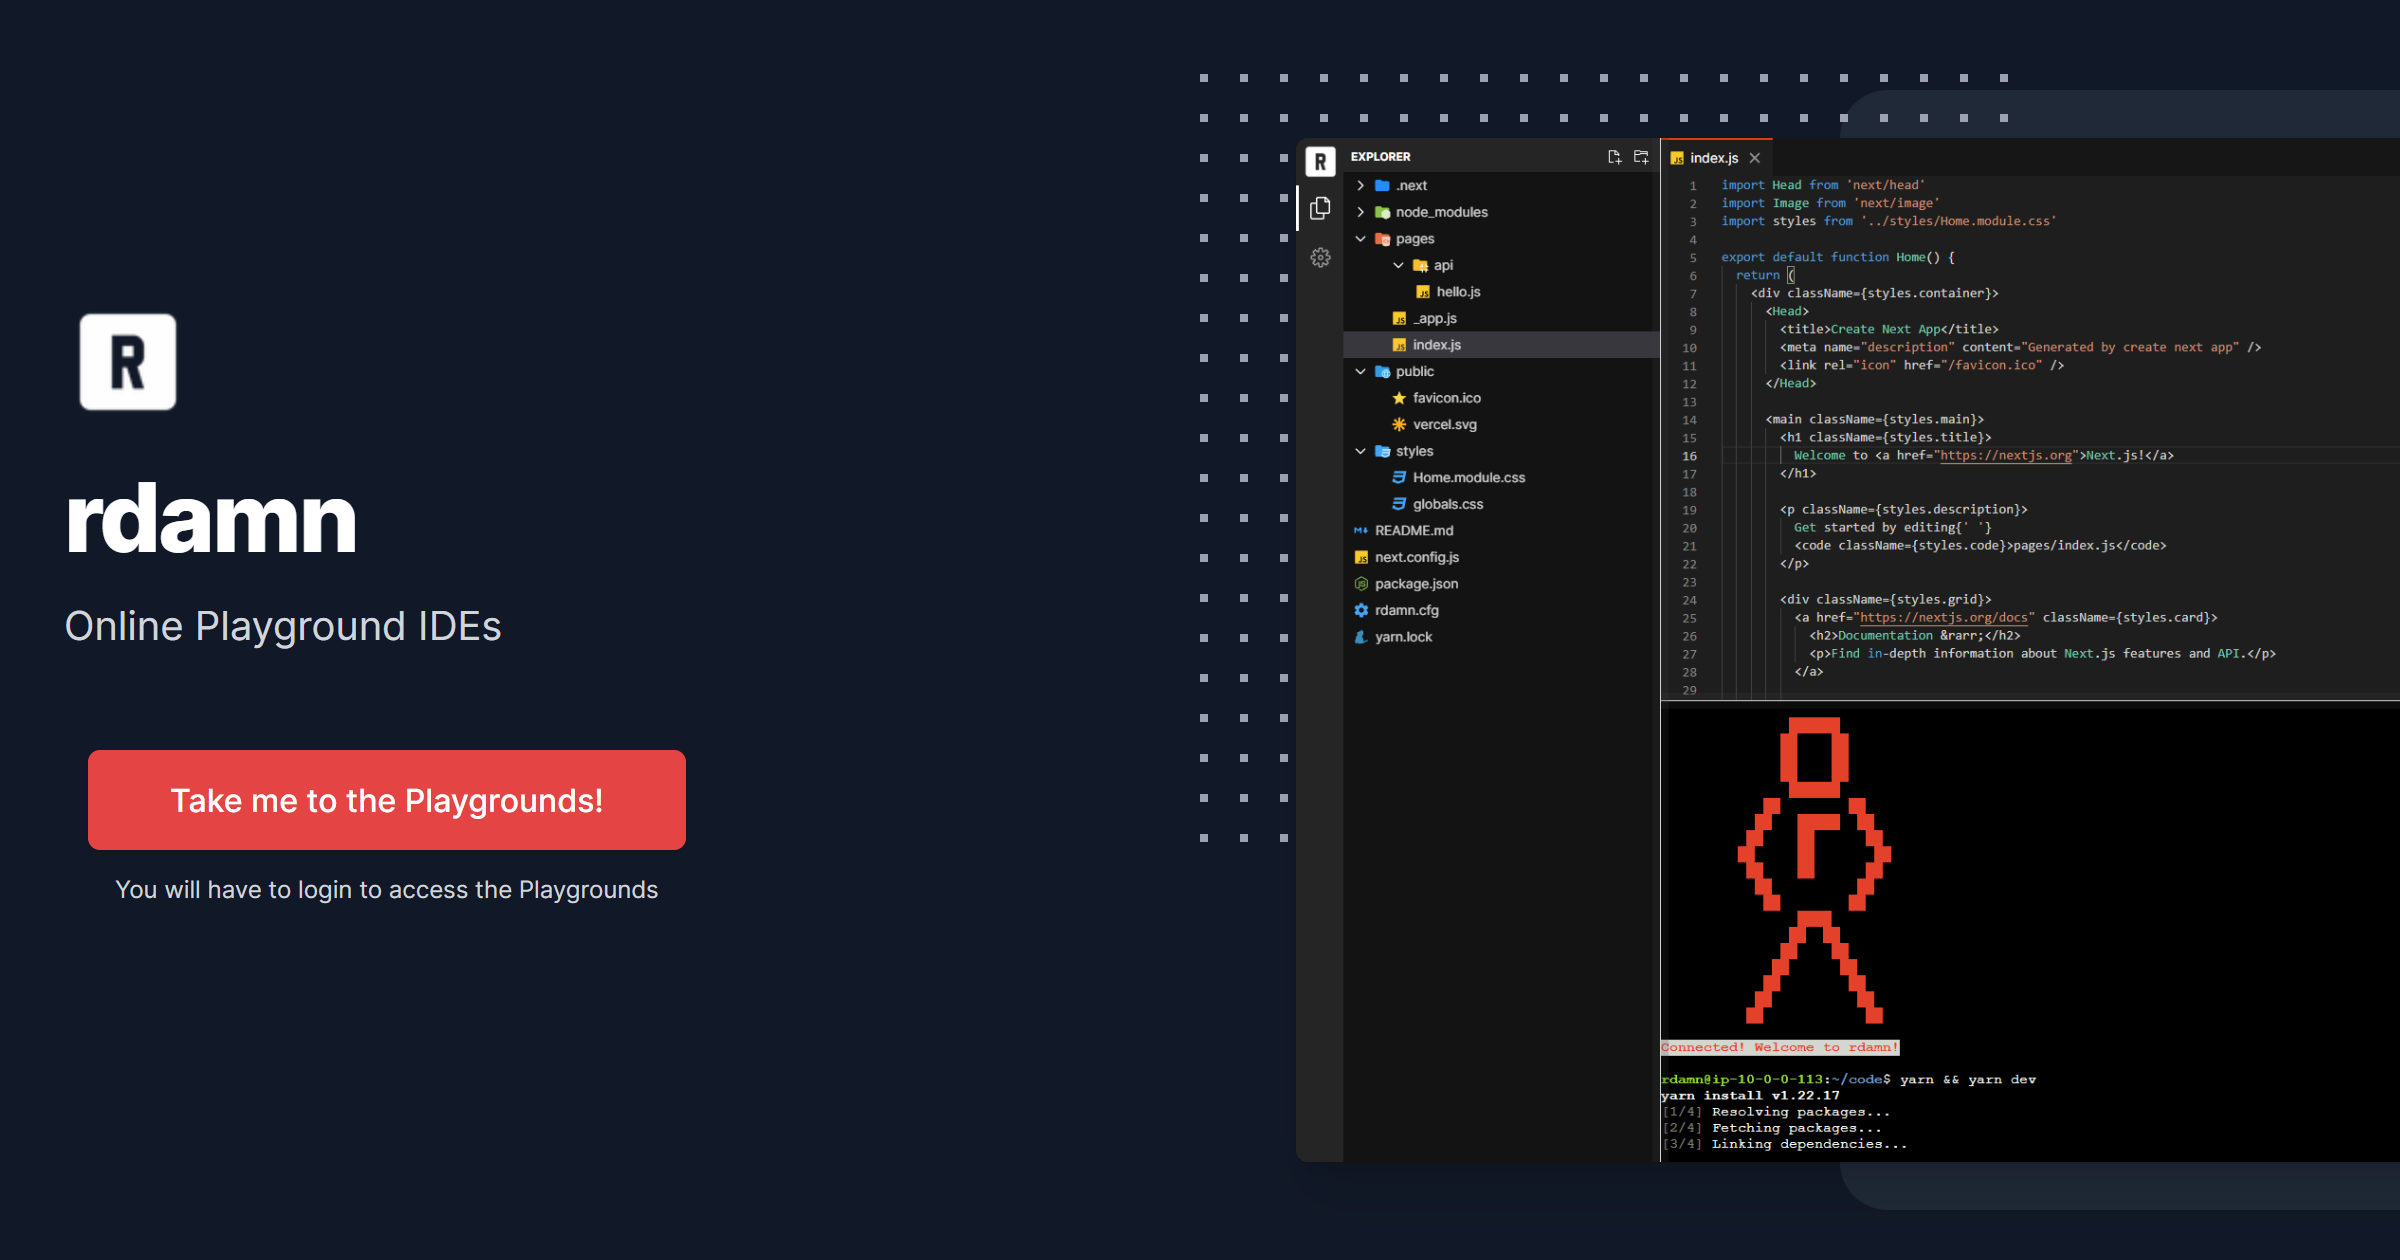 R
rdamn
Online Playground IDEs
Take me to the Playgrounds!
You will have to login to access the Playgrounds
R
EXPLORER
.next
node_modules
pages
api
hello.js
_app.js
index.js
public
favicon.ico
vercel.svg
styles
Home.module.css
globals.css
README.md
next.config.js
package.json
rdamn.cfg
yarn.lock
index.js
1 import Head from 'next/head'
2 import Image from 'next/image'
3 import styles from '../styles/Home.module.css'
4
5 export default function Home() {
6 return (
7 <div className={styles.container}>
8 <Head>
9 <title>Create Next App</title>
10 <meta name="description" content="Generated by create next app" />
11 <link rel="icon" href="/favicon.ico" />
12 </Head>
13
14 <main className={styles.main}>
15 <h1 className={styles.title}>
16 Welcome to <a href="https://nextjs.org">Next.js!</a>
17 </h1>
18
19 <p className={styles.description}>
20 Get started by editing{' '}
21 <code className={styles.code}>pages/index.js</code>
22 </p>
23
24 <div className={styles.grid}>
25 <a href="https://nextjs.org/docs" className={styles.card}>
26 <h2>Documentation &rarr;</h2>
27 <p>Find in-depth information about Next.js features and API.</p>
28 </a>
29
Connected! Welcome to rdamn!
rdamn@ip-10-0-0-113:~/code$ yarn && yarn dev
yarn install v1.22.17
[1/4] Resolving packages...
[2/4] Fetching packages...
[3/4] Linking dependencies...